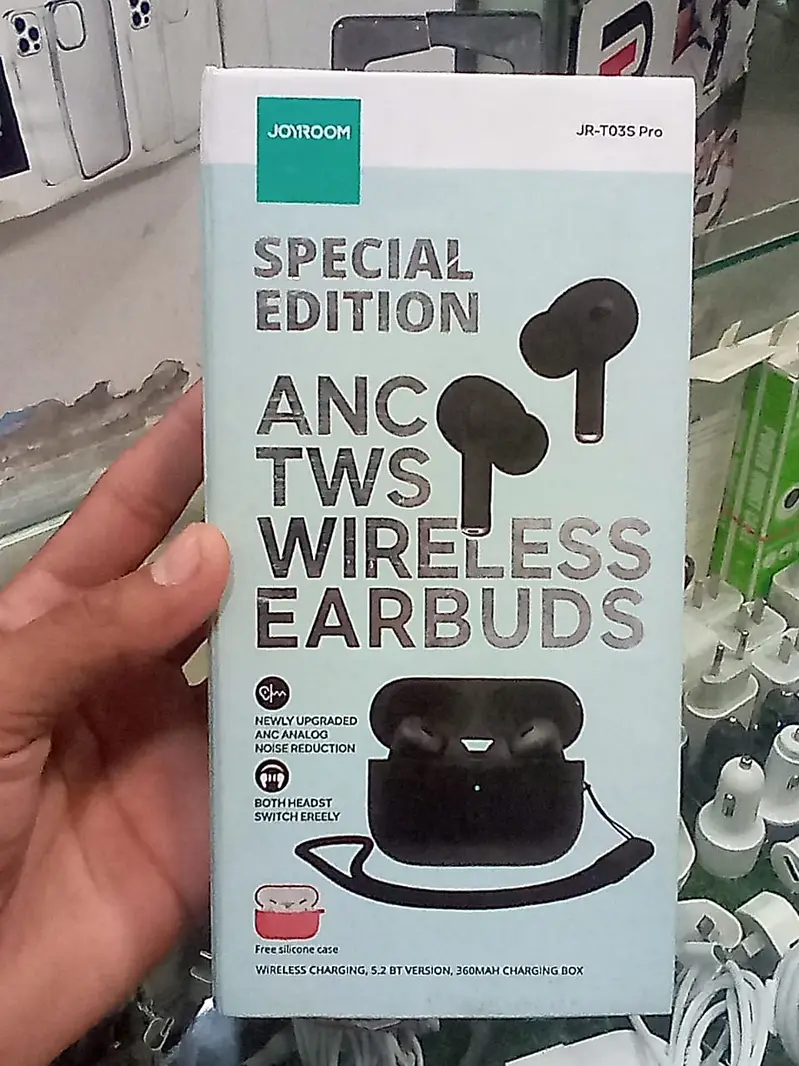 JOYROOM
JR-T03S Pro
SPECIAL
EDITION
ANC
TWS
WIRELESS
EARBUDS
NEWLY UPGRADED
ANC ANALOG
NOISE REDUCTION
BOTH HEADST
SWITCH EREELY
Free silicone case
WIRELESS CHARGING, 5.2 BT VERSION, 360MAH CHARGING BOX